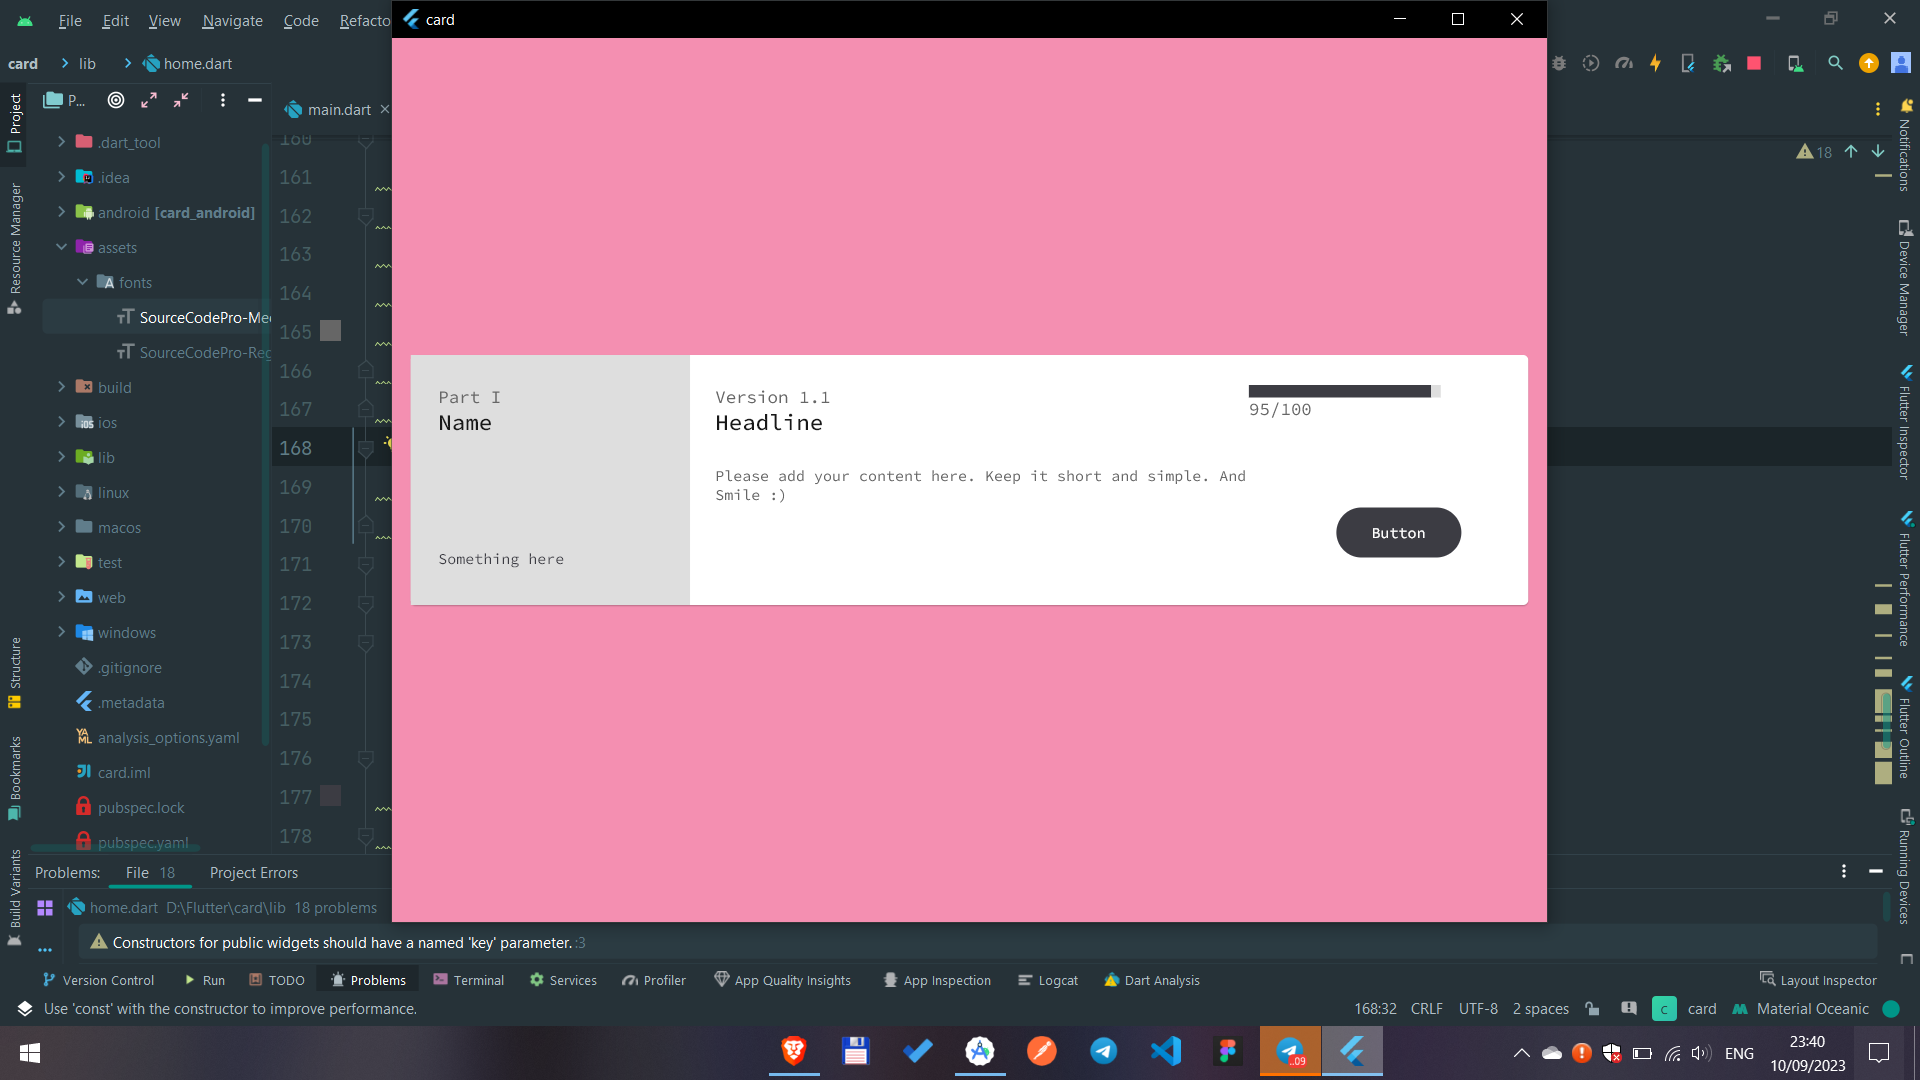 File Edit View Navigate Code Refacto
card
card lib home.dart
P...
main.dart
Project
Resource Manager
Structure
Bookmarks
Build Variants
.dart_tool
.idea
android [card_android]
assets
fonts
SourceCodePro-Me
SourceCodePro-Reg
build
ios
lib
linux
macos
test
web
windows
.gitignore
.metadata
analysis_options.yaml
card.iml
pubspec.lock
pubspec.yaml
160
161
162
163
164
165
166
167
168
169
170
171
172
173
174
175
176
177
178
Part I
Name
Something here
Version 1.1
Headline
95/100
Please add your content here. Keep it short and simple. And
Smile :)
Button
18
Notifications
Device Manager
Flutter Inspector
Flutter Performance
Flutter Outline
Running Devices
Problems: File 18 Project Errors
home.dart D:\Flutter\card\lib 18 problems
Constructors for public widgets should have a named 'key' parameter. :3
Version Control Run TODO Problems Terminal Services Profiler App Quality Insights App Inspection Logcat Dart Analysis Layout Inspector
Use 'const' with the constructor to improve performance.
168:32 CRLF UTF-8 2 spaces c card Material Oceanic
..09
ENG
23:40
10/09/2023